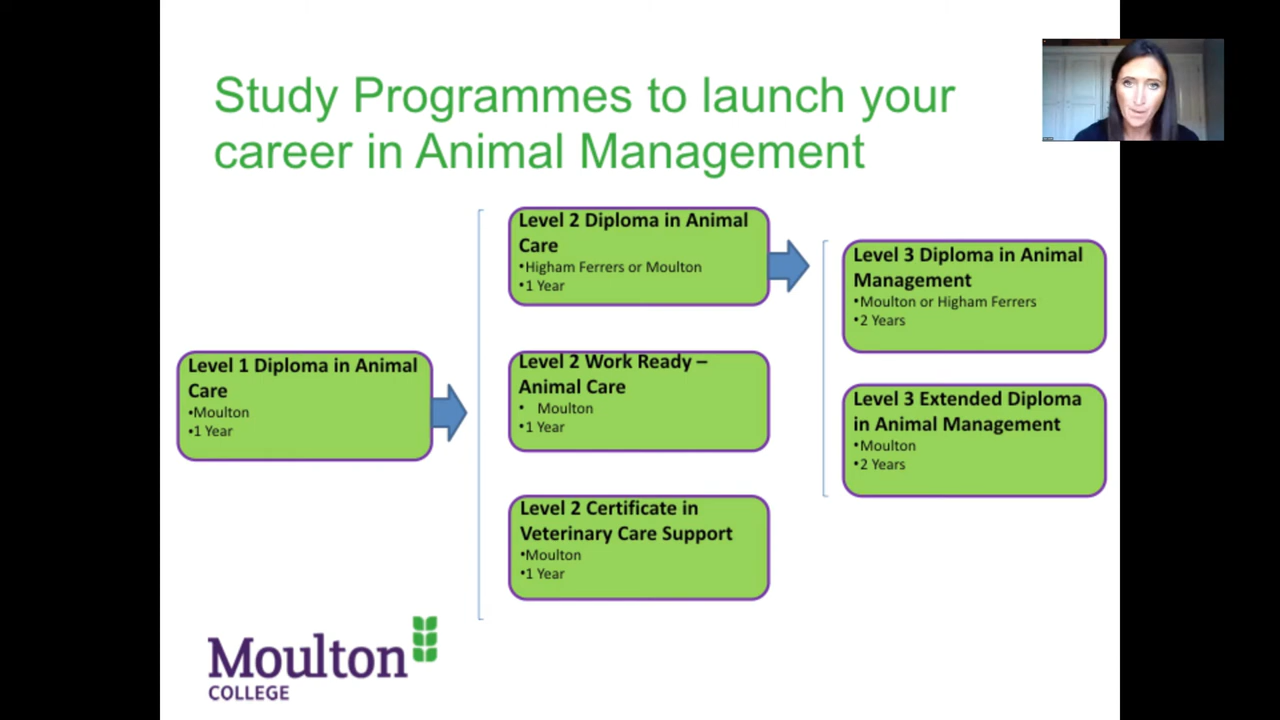 Study Programmes to launch your
career in Animal Management
Level 1 Diploma in Animal
Care
•Moulton
•1 Year
Level 2 Diploma in Animal
Care
•Higham Ferrers or Moulton
•1 Year
Level 2 Work Ready –
Animal Care
• Moulton
•1 Year
Level 2 Certificate in
Veterinary Care Support
•Moulton
•1 Year
Level 3 Diploma in Animal
Management
•Moulton or Higham Ferrers
•2 Years
Level 3 Extended Diploma
in Animal Management
•Moulton
•2 Years
Moulton
COLLEGE